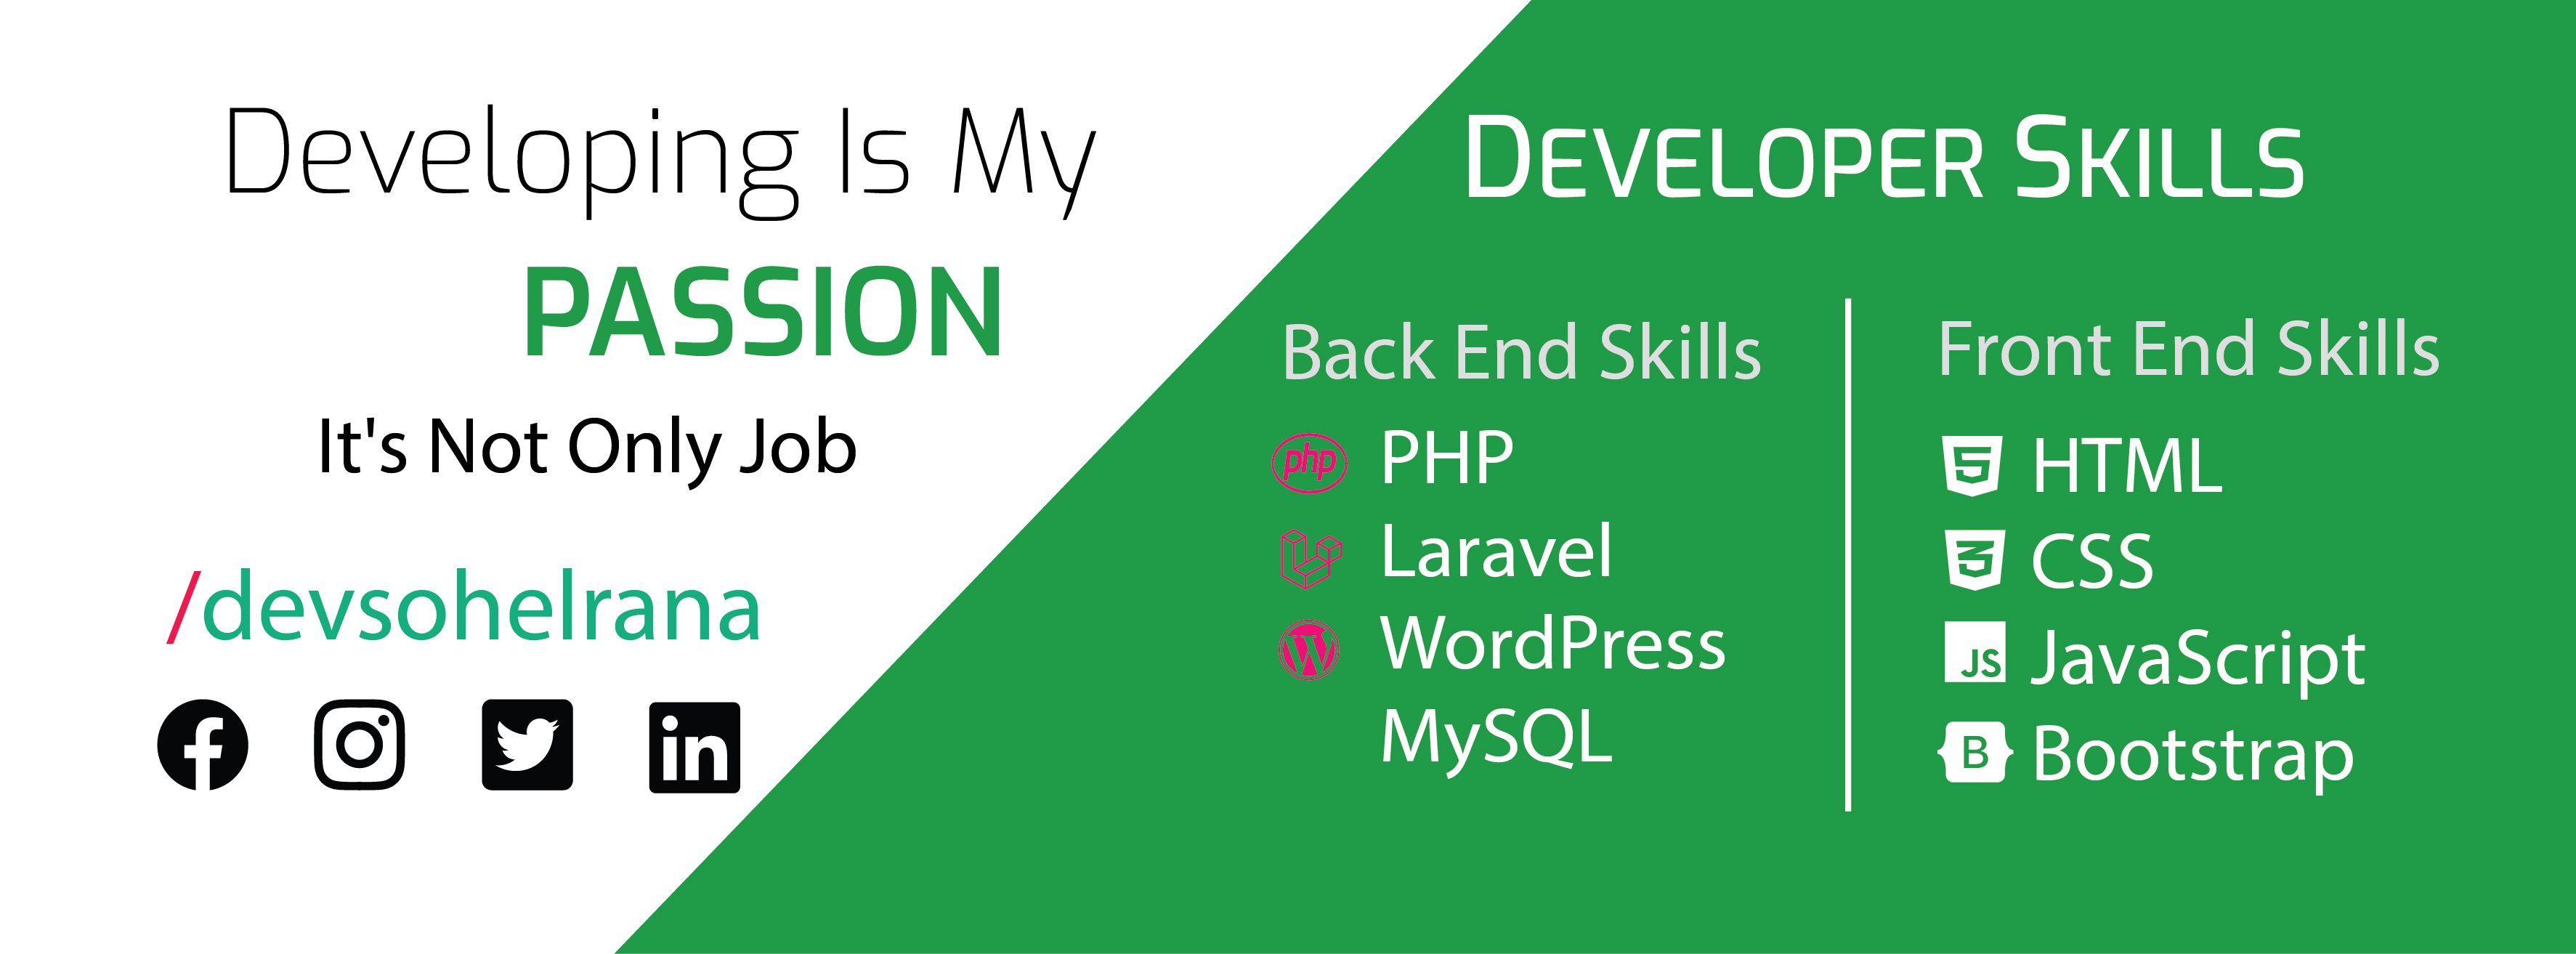 Developing Is My
PASSION
It's Not Only Job
/devsohelrana
in
DEVELOPER SKILLS
Back End Skills
php PHP
Laravel
WordPress
MySQL
Front End Skills
HTML
CSS
JS JavaScript
B Bootstrap